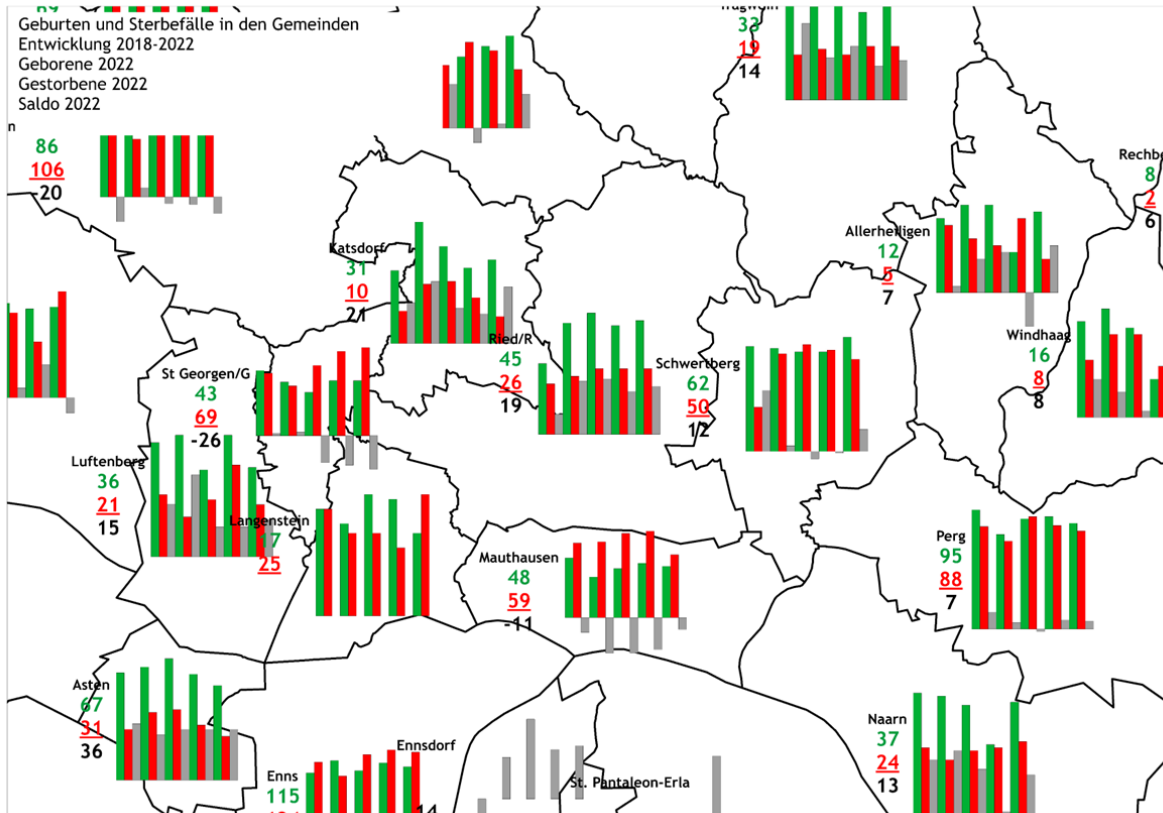 69
Geburten und Sterbefälle in den Gemeinden
Entwicklung 2018-2022
Geborene 2022
Gestorbene 2022
Saldo 2022
n
86
106
-20
33
19
14
Rechbe
8
2
6
Allerheiligen
12
5
7
Katsdorf
31
10
21
Windhaag
16
8
8
Ried/R
45
26
19
Schwertberg
62
50
12
St Georgen/G
43
69
-26
Luftenberg
36
21
15
Langenstein
17
25
Mauthausen
48
59
-11
Perg
95
88
7
Asten
67
31
36
Naarn
37
24
13
Ennsdorf
Enns
115
14
St. Pantaleon-Erla